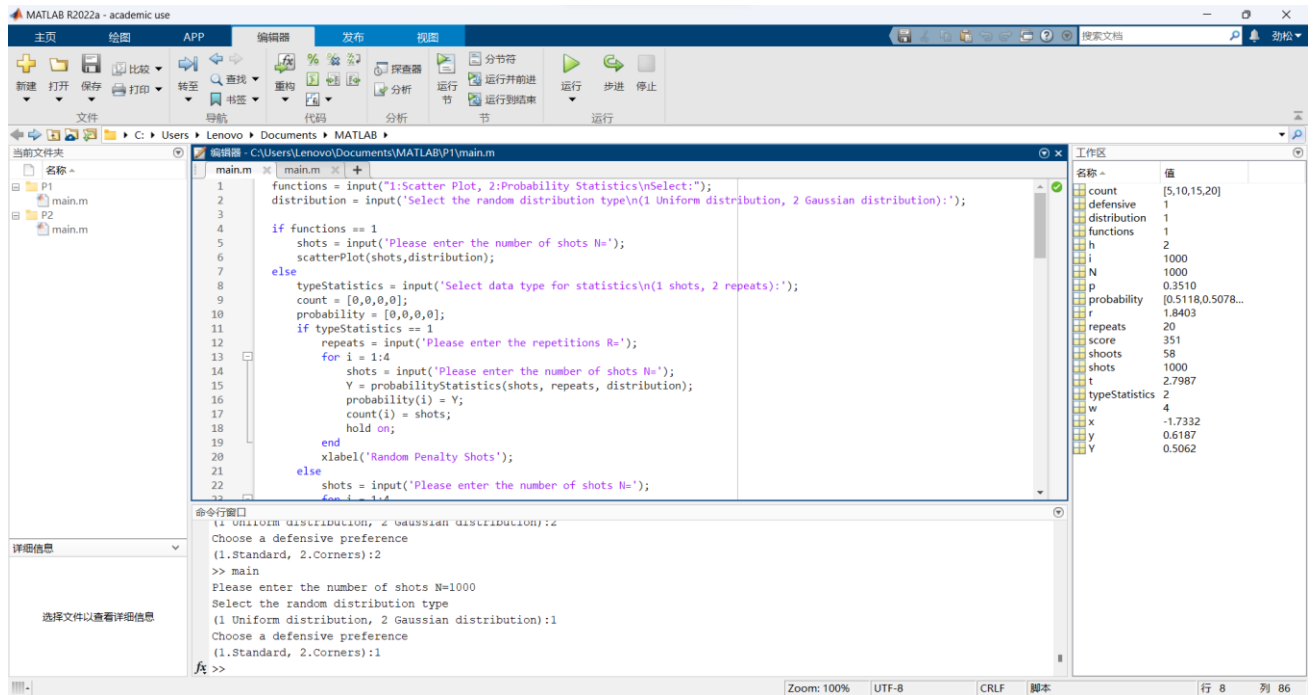 MATLAB R2022a - academic use
主页 绘图 APP 编辑器 发布 视图 搜索文档 劲松
新建 打开 保存 比较 打印 转至 查找 书签 重构 探查器 分析 运行节 分节符 运行并前进 运行到结束 运行 步进 停止
文件 导航 代码 分析 节 运行
C: Users Lenovo Documents MATLAB
当前文件夹
名称
P1
main.m
P2
main.m
详细信息
选择文件以查看详细信息
编辑器 - C:\Users\Lenovo\Documents\MATLAB\P1\main.m
main.m main.m +
1 functions = input("1:Scatter Plot, 2:Probability Statistics\nSelect:");
2 distribution = input('Select the random distribution type\n(1 Uniform distribution, 2 Gaussian distribution):');
3
4 if functions == 1
5 shots = input('Please enter the number of shots N=');
6 scatterPlot(shots,distribution);
7 else
8 typeStatistics = input('Select data type for statistics\n(1 shots, 2 repeats):');
9 count = [0,0,0,0];
10 probability = [0,0,0,0];
11 if typeStatistics == 1
12 repeats = input('Please enter the repetitions R=');
13 for i = 1:4
14 shots = input('Please enter the number of shots N=');
15 Y = probabilityStatistics(shots, repeats, distribution);
16 probability(i) = Y;
17 count(i) = shots;
18 hold on;
19 end
20 xlabel('Random Penalty Shots');
21 else
22 shots = input('Please enter the number of shots N=');
23 for i = 1:4
命令行窗口
(1 Uniform distribution, 2 Gaussian distribution):2
Choose a defensive preference
(1.Standard, 2.Corners):2
>> main
Please enter the number of shots N=1000
Select the random distribution type
(1 Uniform distribution, 2 Gaussian distribution):1
Choose a defensive preference
(1.Standard, 2.Corners):1
fx >>
工作区
名称 值
count [5,10,15,20]
defensive 1
distribution 1
functions 1
h 2
i 1000
N 1000
p 0.3510
probability [0.5118,0.5078...
r 1.8403
repeats 20
score 351
shoots 58
shots 1000
t 2.7987
typeStatistics 2
w 4
x -1.7332
y 0.6187
Y 0.5062
Zoom: 100% UTF-8 CRLF 脚本 行 8 列 86